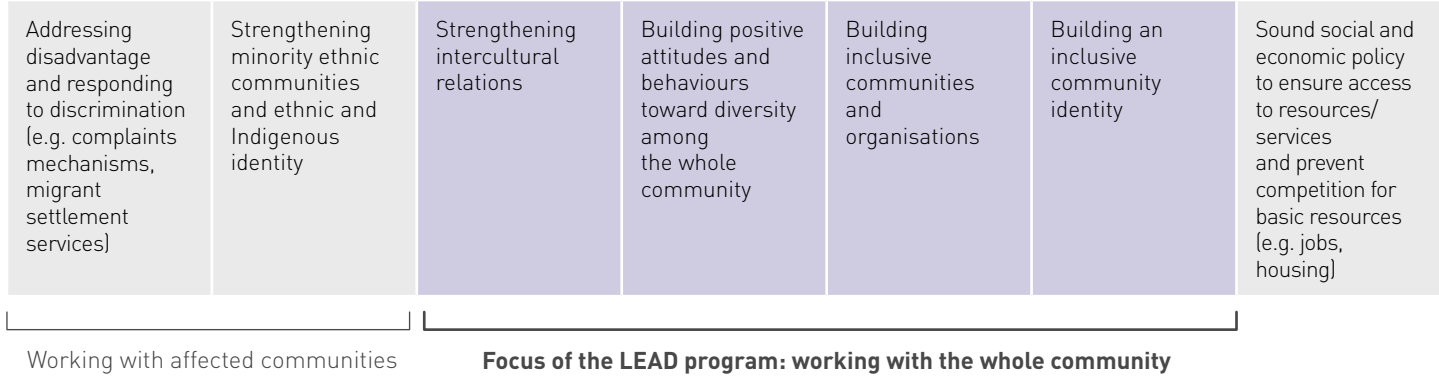 Addressing
disadvantage
and responding
to discrimination
(e.g. complaints
mechanisms,
migrant
settlement
services)
Strengthening
minority ethnic
communities
and ethnic and
Indigenous
identity
Strengthening
intercultural
relations
Building positive
attitudes and
behaviours
toward diversity
among
the whole
community
Building
inclusive
communities
and
organisations
Building an
inclusive
community
identity
Sound social and
economic policy
to ensure access
to resources/
services
and prevent
competition for
basic resources
(e.g. jobs,
housing)
Working with affected communities
Focus of the LEAD program: working with the whole community